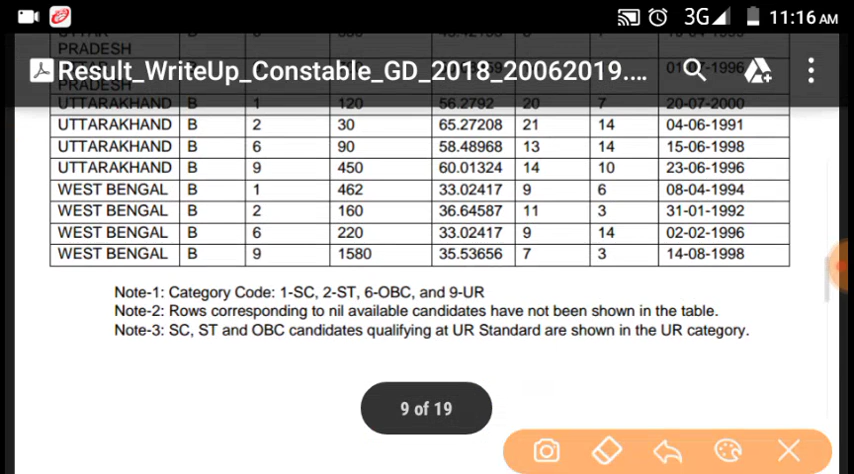 3G 11:16 AM
PRADESH
Result_WriteUp_Constable_GD_2018_20062019....
PRADESH
UTTARAKHAND B 1 120 56.2792 20 7 20-07-2000
UTTARAKHAND B 2 30 65.27208 21 14 04-06-1991
UTTARAKHAND B 6 90 58.48968 13 14 15-06-1998
UTTARAKHAND B 9 450 60.01324 14 10 23-06-1996
WEST BENGAL B 1 462 33.02417 9 6 08-04-1994
WEST BENGAL B 2 160 36.64587 11 3 31-01-1992
WEST BENGAL B 6 220 33.02417 9 14 02-02-1996
WEST BENGAL B 9 1580 35.53656 7 3 14-08-1998
Note-1: Category Code: 1-SC, 2-ST, 6-OBC, and 9-UR
Note-2: Rows corresponding to nil available candidates have not been shown in the table.
Note-3: SC, ST and OBC candidates qualifying at UR Standard are shown in the UR category.
9 of 19